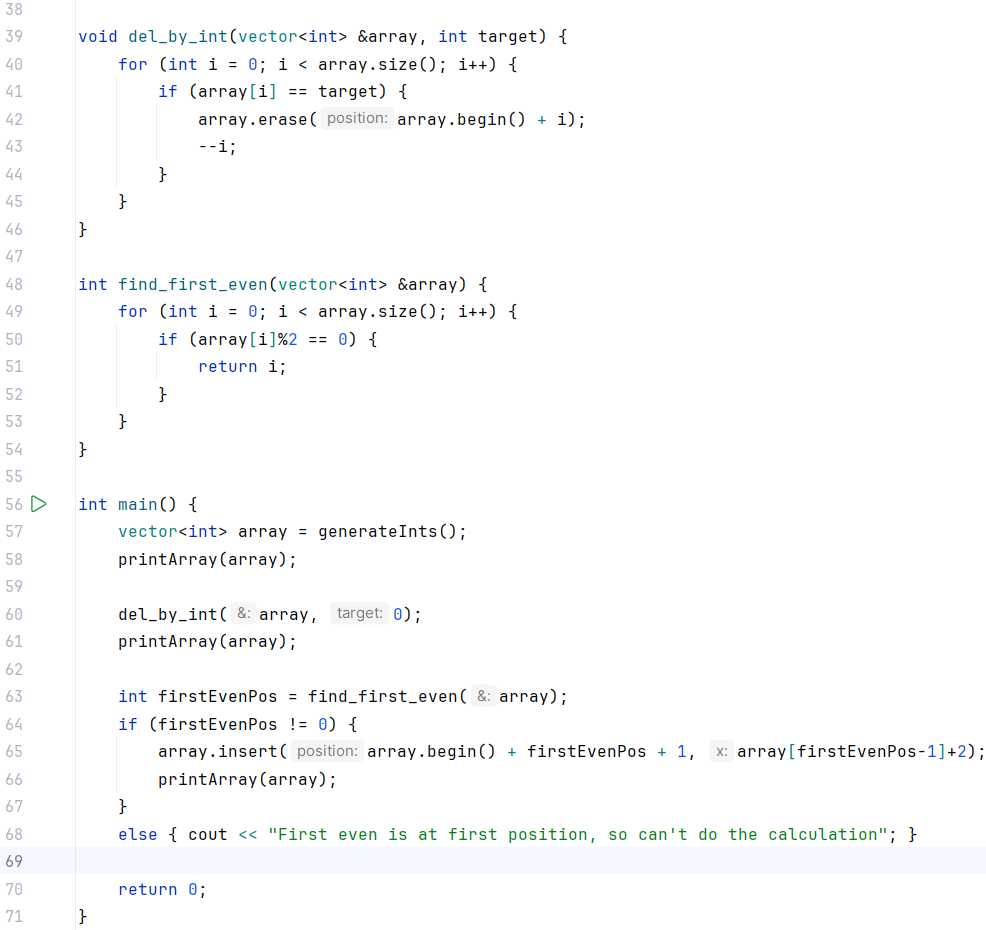 38
39 void del_by_int(vector<int> &array, int target) {
40 for (int i = 0; i < array.size(); i++) {
41 if (array[i] == target) {
42 array.erase( position: array.begin() + i);
43 --i;
44 }
45 }
46 }
47
48 int find_first_even(vector<int> &array) {
49 for (int i = 0; i < array.size(); i++) {
50 if (array[i]%2 == 0) {
51 return i;
52 }
53 }
54 }
55
56 int main() {
57 vector<int> array = generateInts();
58 printArray(array);
59
60 del_by_int( &: array, target: 0);
61 printArray(array);
62
63 int firstEvenPos = find_first_even( &: array);
64 if (firstEvenPos != 0) {
65 array.insert( position: array.begin() + firstEvenPos + 1, x: array[firstEvenPos-1]+2);
66 printArray(array);
67 }
68 else { cout << "First even is at first position, so can't do the calculation"; }
69
70 return 0;
71 }